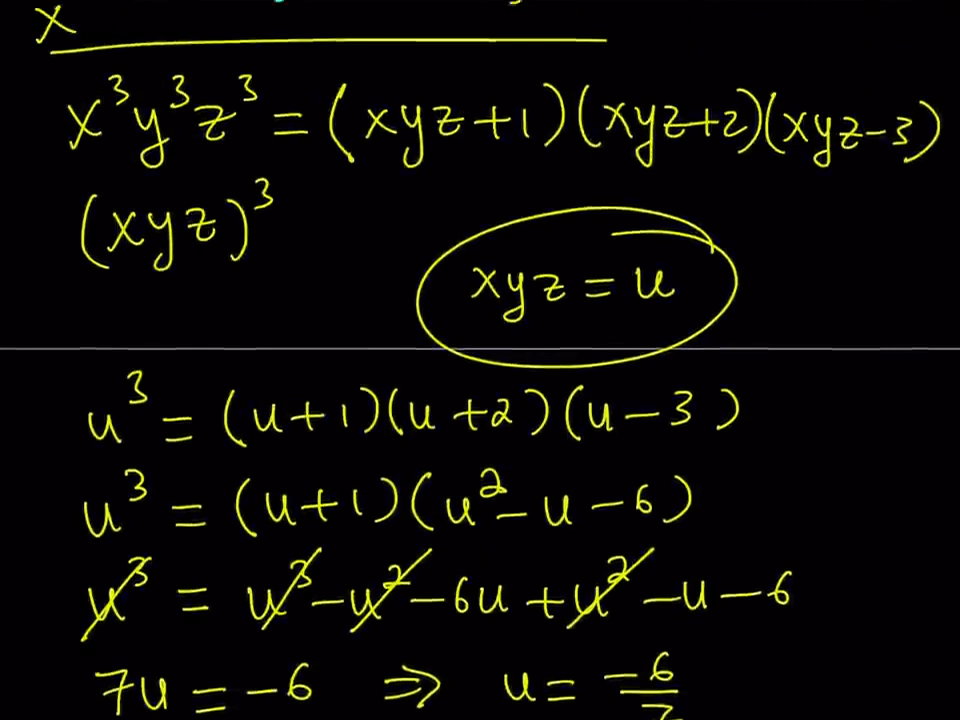 x
x³y³z³ = (xyz+1)(xyz+2)(xyz-3)
(xyz)³
xyz = u
u³ = (u+1)(u+2)(u-3)
u³ = (u+1)(u²-u-6)
u³ = u³-u²-6u+u²-u-6
7u = -6 ⇒ u = -6/7